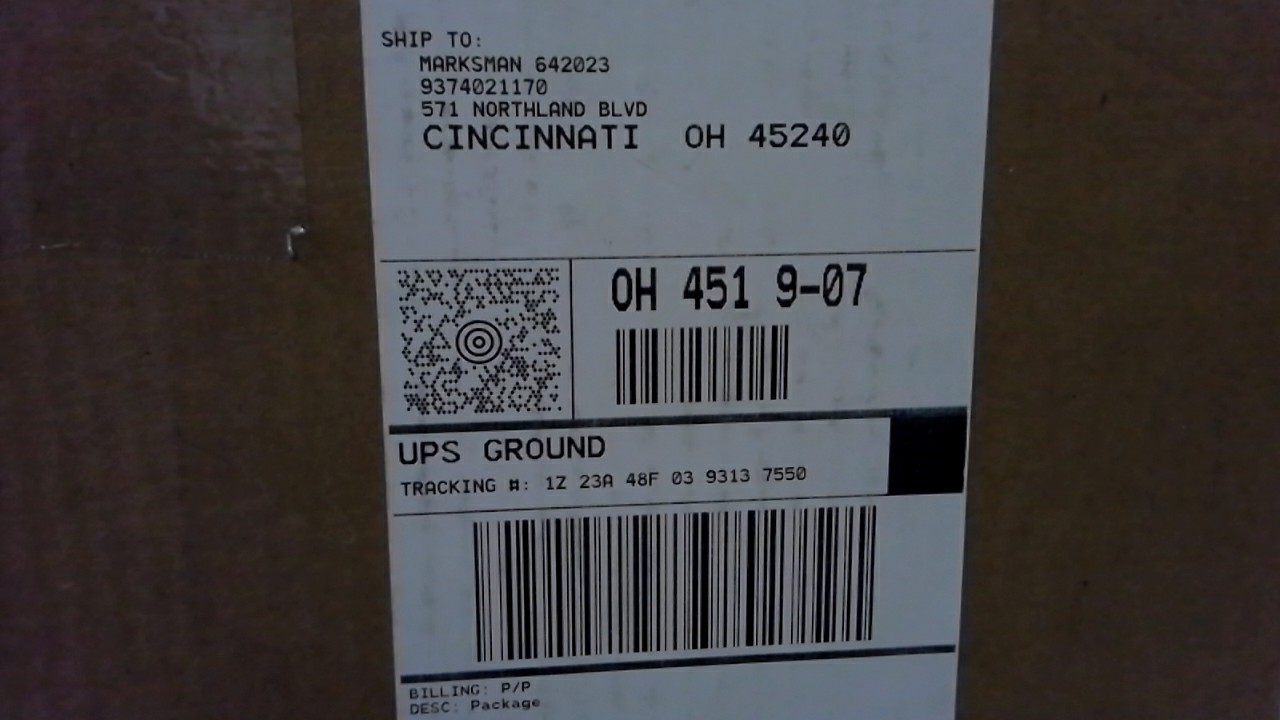 SHIP TO:
MARKSMAN 642023
9374021170
571 NORTHLAND BLVD
CINCINNATI OH 45240
OH 451 9-07
UPS GROUND
TRACKING #: 1Z 23A 48F 03 9313 7550
BILLING: P/P
DESC: Package